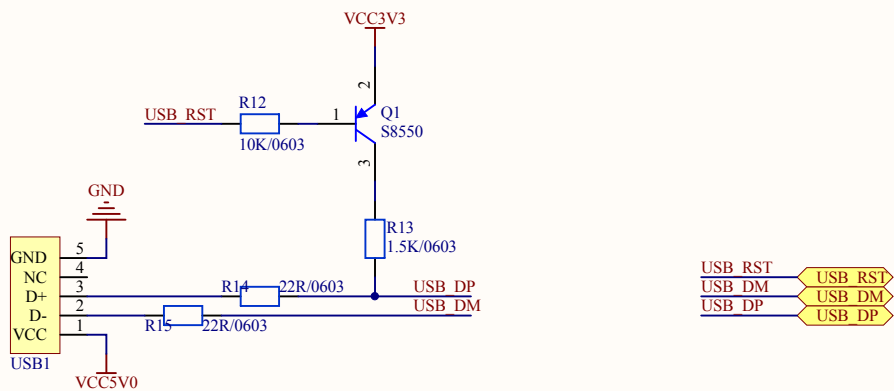 VCC3V3
2
R12
USB_RST
1
Q1
S8550
10K/0603
3
GND
R13
1.5K/0603
GND 5
NC 4
D+ 3
R14 22R/0603
USB_DP
D- 2
R15 22R/0603
USB_DM
VCC 1
USB1
VCC5V0
USB_RST USB_RST
USB_DM USB_DM
USB_DP USB_DP